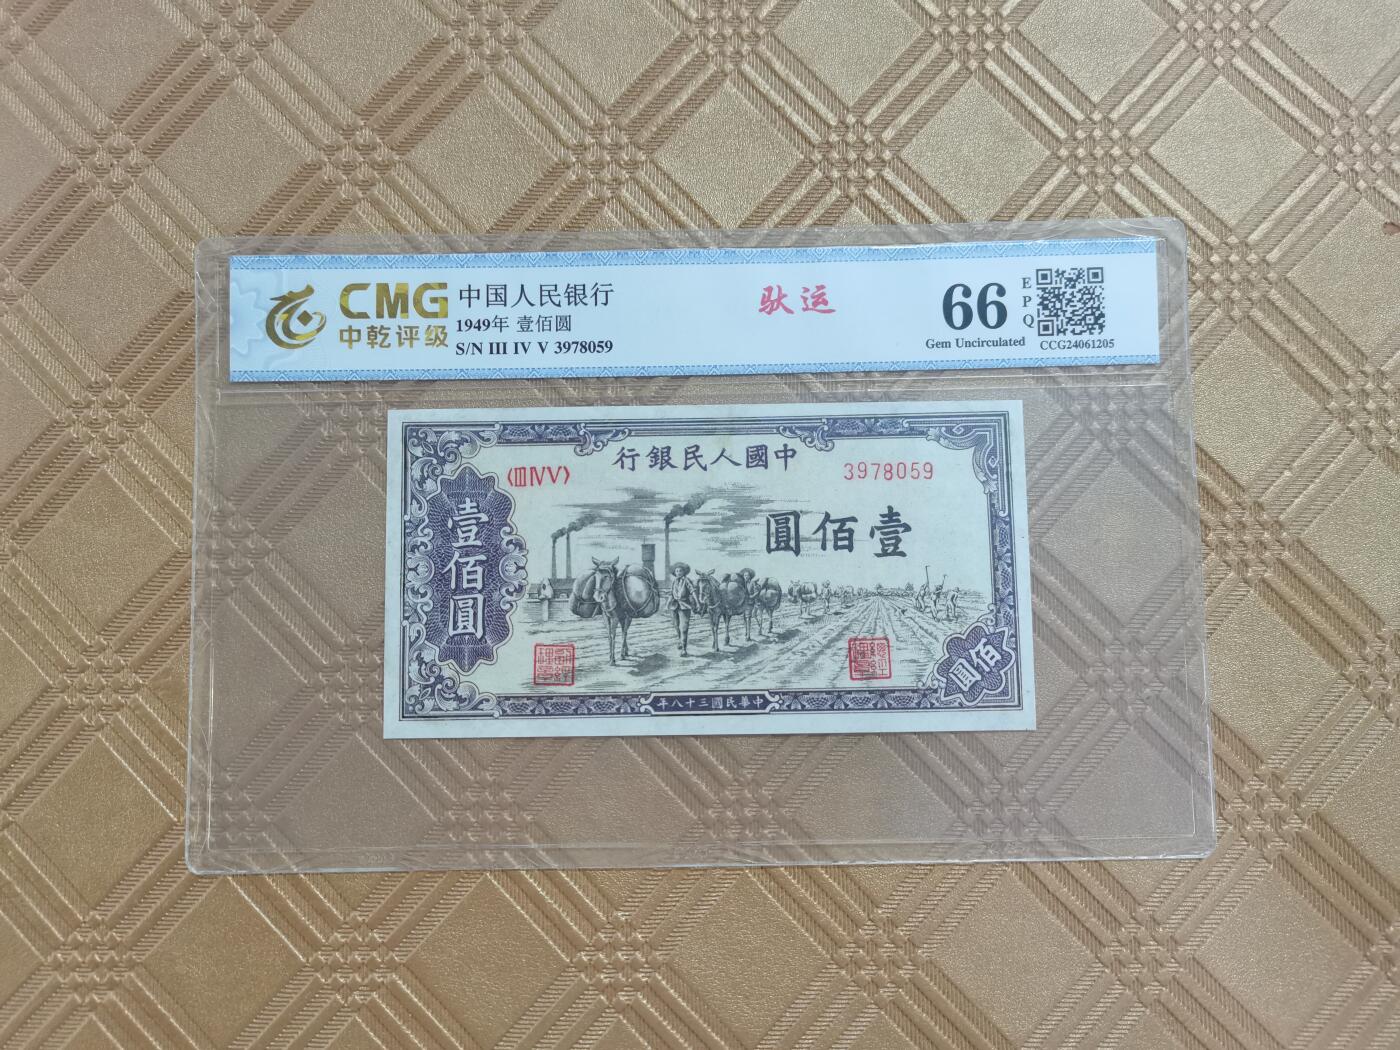 CMG
中乾评级
中国人民银行
1949年 壹佰圆
S/N III IV V 3978059
驮运
66
EPQ
Gem Uncirculated
CCG24061205
行銀民人國中
〈ⅢⅣⅤ〉
3978059
圓佰壹
壹佰圓
佰圓
年八十三國民華中